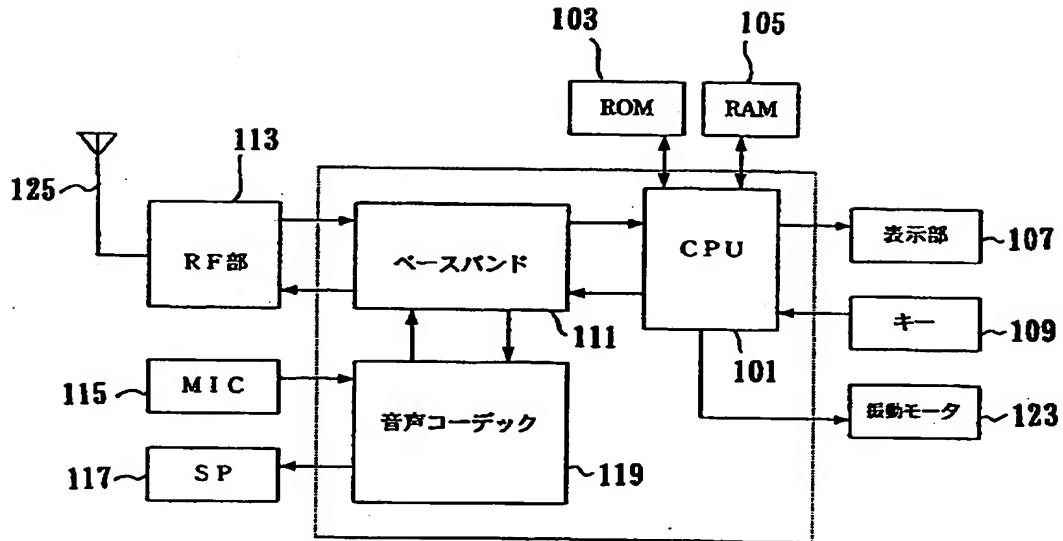 103
105
ROM
RAM
113
125
RF部
ベースバンド
CPU
表示部
107
111
キー
109
101
115
MIC
音声コーデック
振動モータ
123
117
SP
119